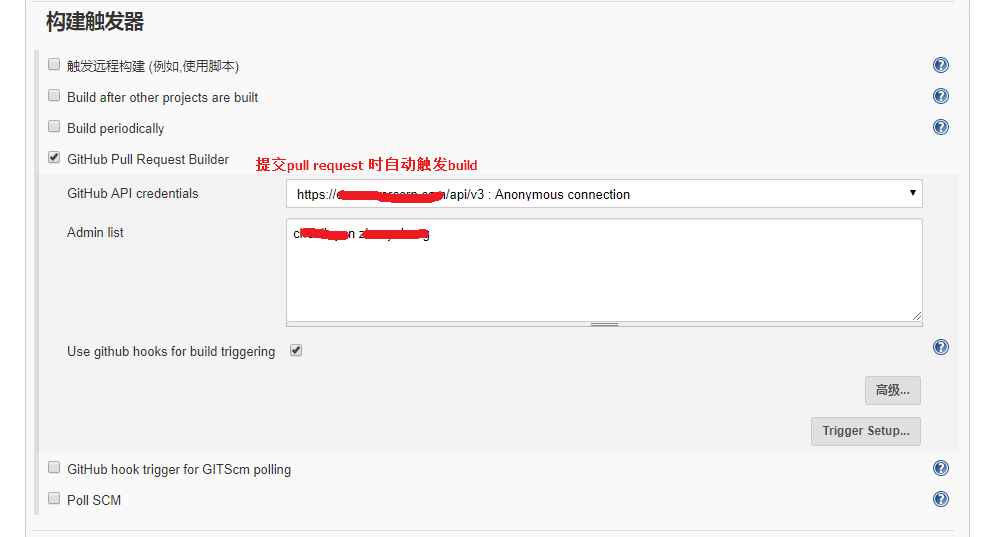 构建触发器
触发远程构建 (例如,使用脚本)
Build after other projects are built
Build periodically
GitHub Pull Request Builder 提交pull request 时自动触发build
GitHub API credentials https:// /api/v3 : Anonymous connection
Admin list
Use github hooks for build triggering
高级...
Trigger Setup...
GitHub hook trigger for GITScm polling
Poll SCM